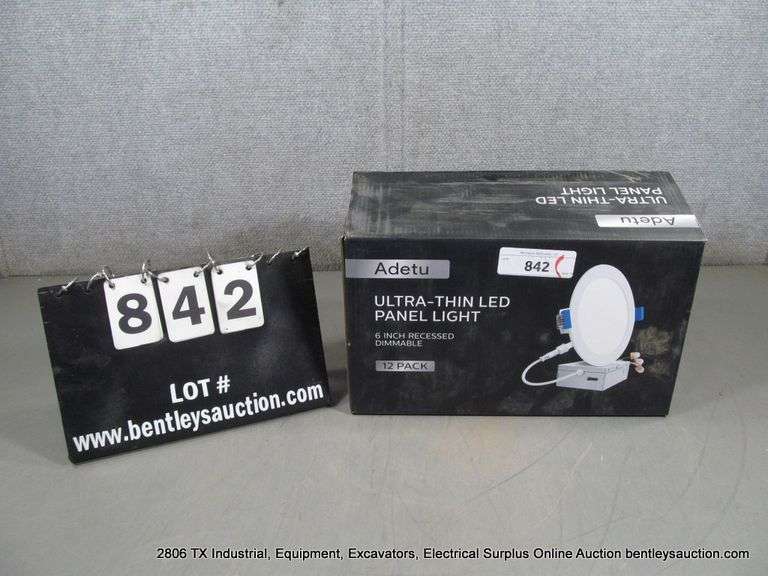 842
LOT #
www.bentleysauction.com
ULTRA-THIN LED
PANEL LIGHT
Adetu
Adetu
842
ULTRA-THIN LED
PANEL LIGHT
6 INCH RECESSED
DIMMABLE
12 PACK
2806 TX Industrial, Equipment, Excavators, Electrical Surplus Online Auction bentleysauction.com